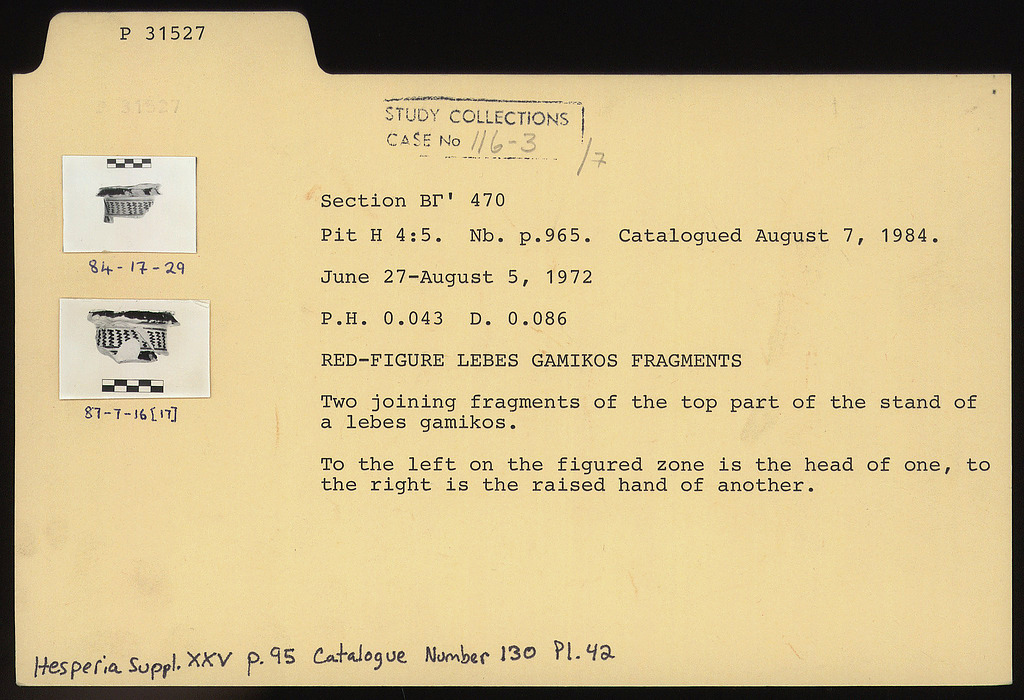 P 31527
P 31527
STUDY COLLECTIONS
CASE No 116-3/7
84-17-29
87-7-16[17]
Section ΒΓ' 470
Pit H 4:5. Nb. p.965. Catalogued August 7, 1984.
June 27-August 5, 1972
P.H. 0.043 D. 0.086
RED-FIGURE LEBES GAMIKOS FRAGMENTS
Two joining fragments of the top part of the stand of
a lebes gamikos.
To the left on the figured zone is the head of one, to
the right is the raised hand of another.
Hesperia Suppl. XXV p.95 Catalogue Number 130 Pl.42